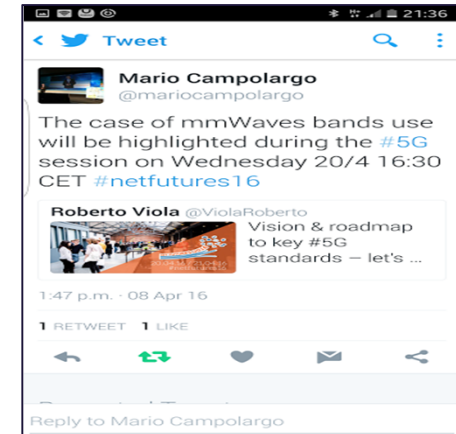 21:36
Tweet
Mario Campolargo
@mariocampolargo
The case of mmWaves bands use
will be highlighted during the #5G
session on Wednesday 20/4 16:30
CET #netfutures16
Roberto Viola @ViolaRoberto
Vision & roadmap
to key #5G
standards – let's ...
#netfutures16
1:47 p.m. · 08 Apr 16
1 RETWEET 1 LIKE
Reply to Mario Campolargo